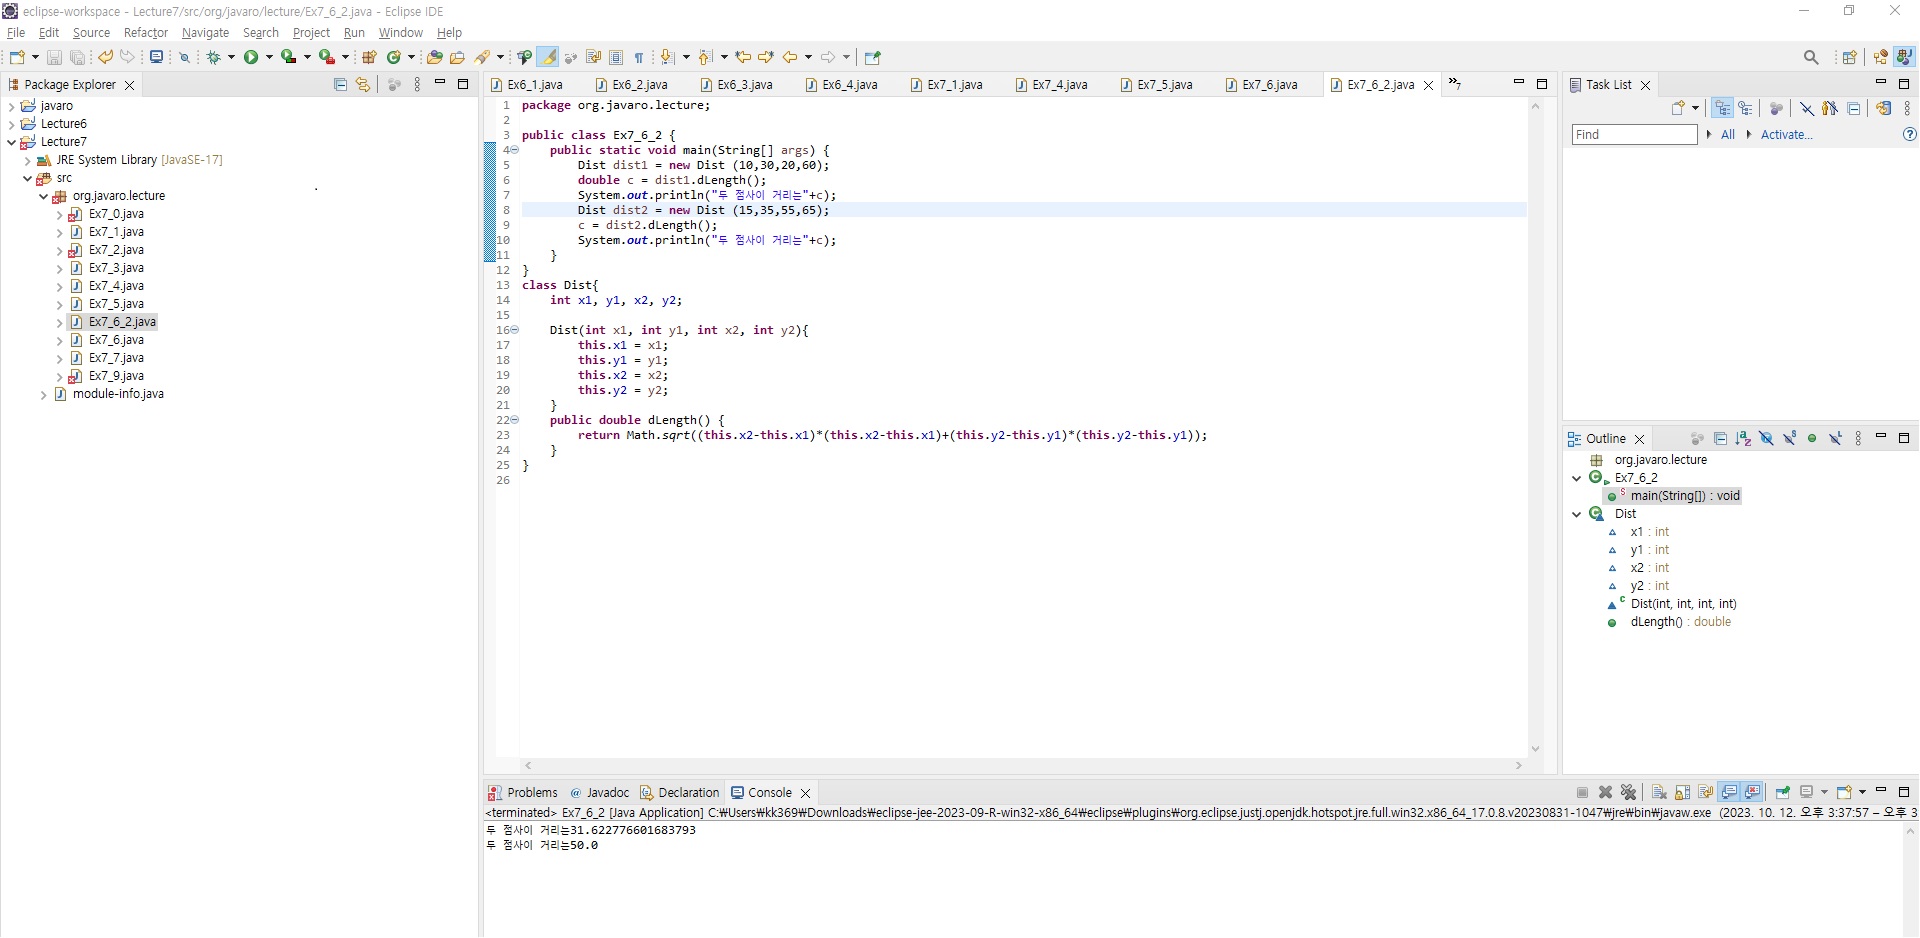 eclipse-workspace - Lecture7/src/org/javaro/lecture/Ex7_6_2.java - Eclipse IDE
File Edit Source Refactor Navigate Search Project Run Window Help
Package Explorer
javaro
Lecture6
Lecture7
JRE System Library [JavaSE-17]
src
org.javaro.lecture
Ex7_0.java
Ex7_1.java
Ex7_2.java
Ex7_3.java
Ex7_4.java
Ex7_5.java
Ex7_6_2.java
Ex7_6.java
Ex7_7.java
Ex7_9.java
module-info.java
Ex6_1.java Ex6_2.java Ex6_3.java Ex6_4.java Ex7_1.java Ex7_4.java Ex7_5.java Ex7_6.java Ex7_6_2.java »7
1 package org.javaro.lecture;
2
3 public class Ex7_6_2 {
4 public static void main(String[] args) {
5 Dist dist1 = new Dist (10,30,20,60);
6 double c = dist1.dLength();
7 System.out.println("두 점사이 거리는"+c);
8 Dist dist2 = new Dist (15,35,55,65);
9 c = dist2.dLength();
10 System.out.println("두 점사이 거리는"+c);
11 }
12 }
13 class Dist{
14 int x1, y1, x2, y2;
15
16 Dist(int x1, int y1, int x2, int y2){
17 this.x1 = x1;
18 this.y1 = y1;
19 this.x2 = x2;
20 this.y2 = y2;
21 }
22 public double dLength() {
23 return Math.sqrt((this.x2-this.x1)*(this.x2-this.x1)+(this.y2-this.y1)*(this.y2-this.y1));
24 }
25 }
26
Task List
Find All Activate...
Outline
org.javaro.lecture
Ex7_6_2
main(String[]) : void
Dist
x1 : int
y1 : int
x2 : int
y2 : int
Dist(int, int, int, int)
dLength() : double
Problems @ Javadoc Declaration Console
<terminated> Ex7_6_2 [Java Application] C:₩Users₩kk369₩Downloads₩eclipse-jee-2023-09-R-win32-x86_64₩eclipse₩plugins₩org.eclipse.justj.openjdk.hotspot.jre.full.win32.x86_64_17.0.8.v20230831-1047₩jre₩bin₩javaw.exe (2023. 10. 12. 오후 3:37:57 – 오후 3
두 점사이 거리는31.622776601683793
두 점사이 거리는50.0